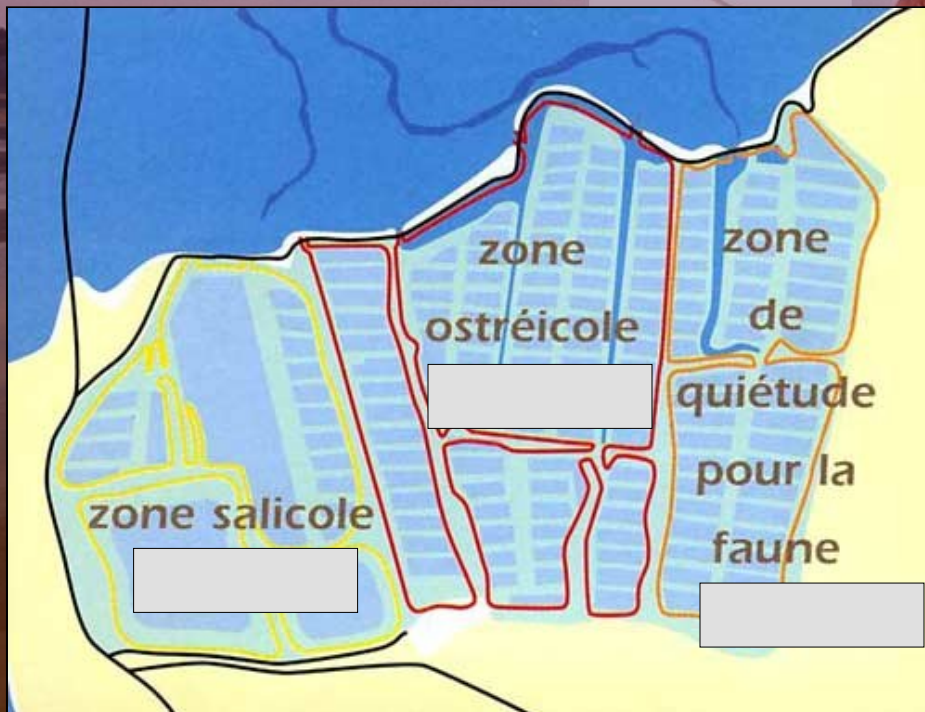 zone
ostréicole
zone
de
quiétude
pour la
faune
zone salicole